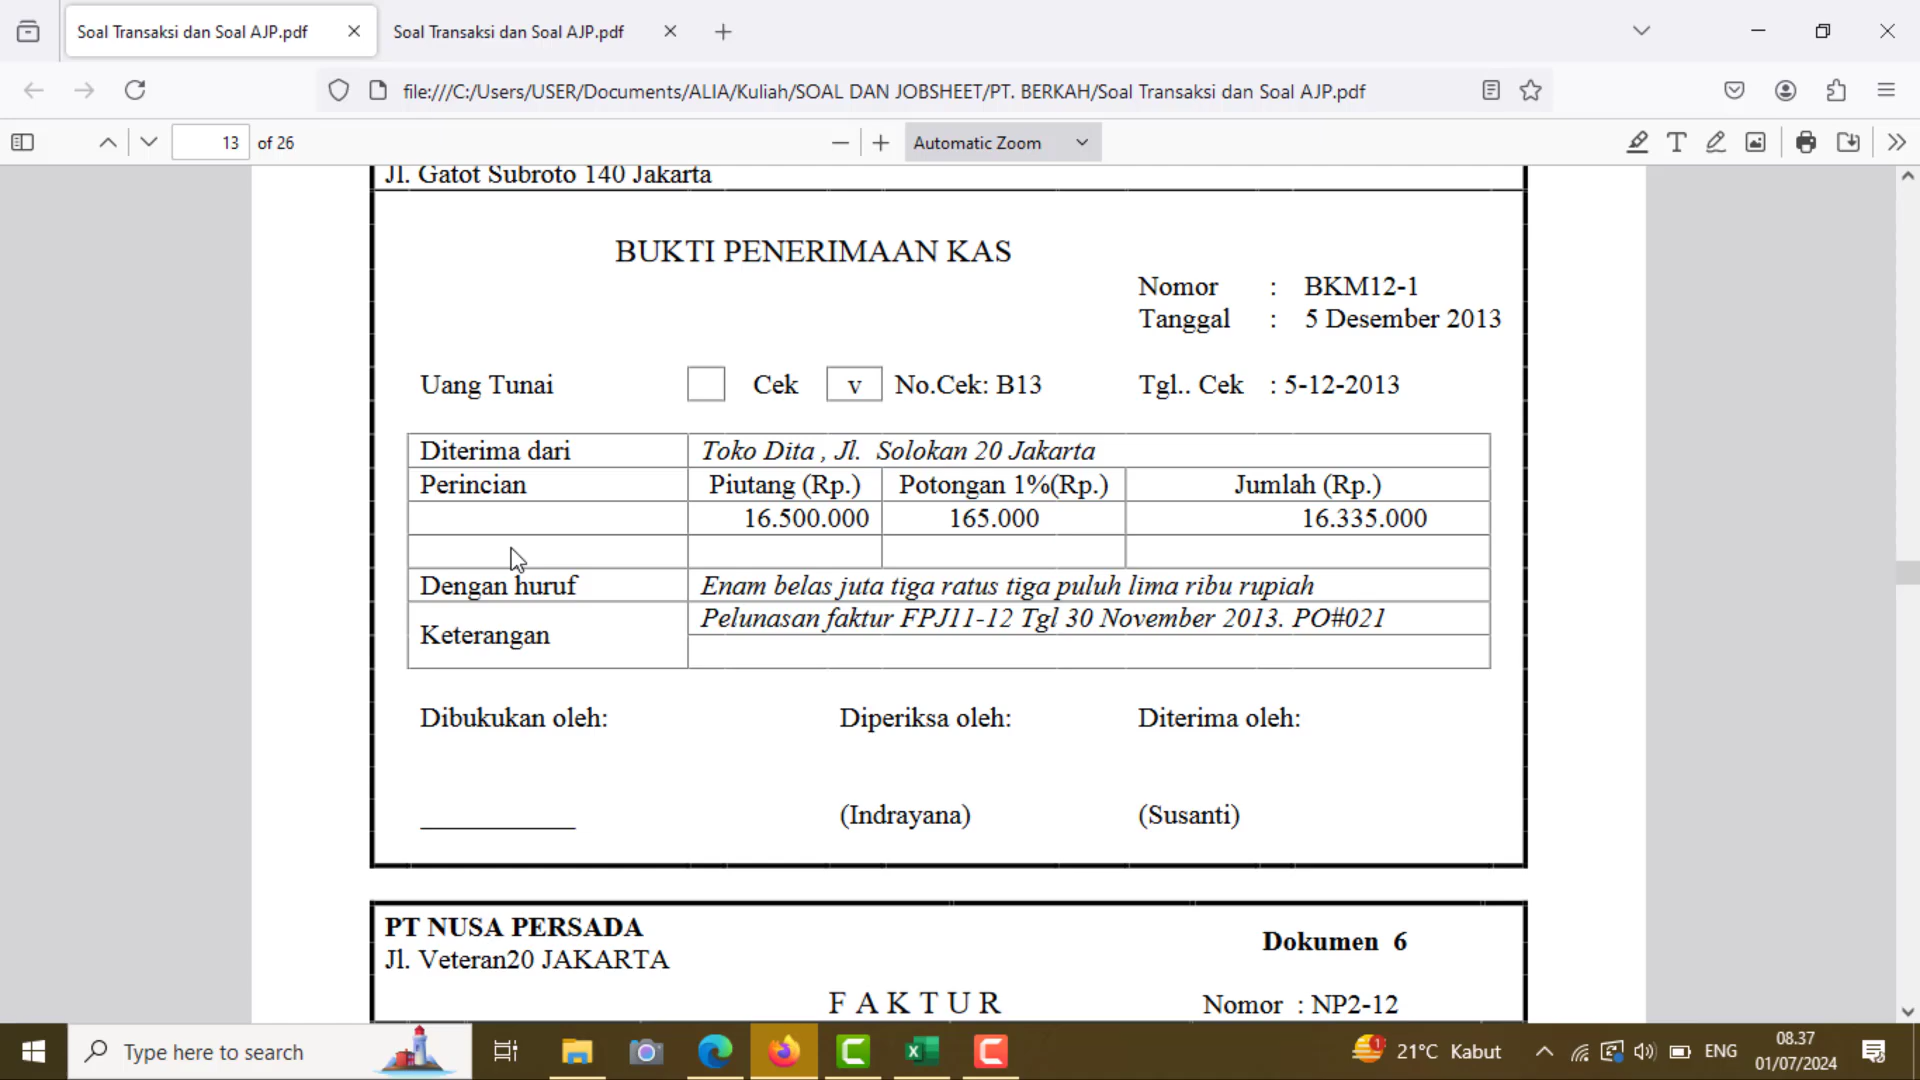 Soal Transaksi dan Soal AJP.pdf
Soal Transaksi dan Soal AJP.pdf
file:///C:/Users/USER/Documents/ALIA/Kuliah/SOAL DAN JOBSHEET/PT. BERKAH/Soal Transaksi dan Soal AJP.pdf
13 of 26
Automatic Zoom
Jl. Gatot Subroto 140 Jakarta
BUKTI PENERIMAAN KAS
Nomor : BKM12-1
Tanggal : 5 Desember 2013
Uang Tunai Cek v No.Cek: B13 Tgl.. Cek : 5-12-2013
Diterima dari Toko Dita , Jl. Solokan 20 Jakarta
Perincian Piutang (Rp.) Potongan 1%(Rp.) Jumlah (Rp.)
16.500.000 165.000 16.335.000
Dengan huruf Enam belas juta tiga ratus tiga puluh lima ribu rupiah
Keterangan Pelunasan faktur FPJ11-12 Tgl 30 November 2013. PO#021
Dibukukan oleh: Diperiksa oleh: Diterima oleh:
(Indrayana) (Susanti)
PT NUSA PERSADA
Jl. Veteran20 JAKARTA
Dokumen 6
F A K T U R Nomor : NP2-12
Type here to search
1
21°C Kabut
ENG
08.37
01/07/2024